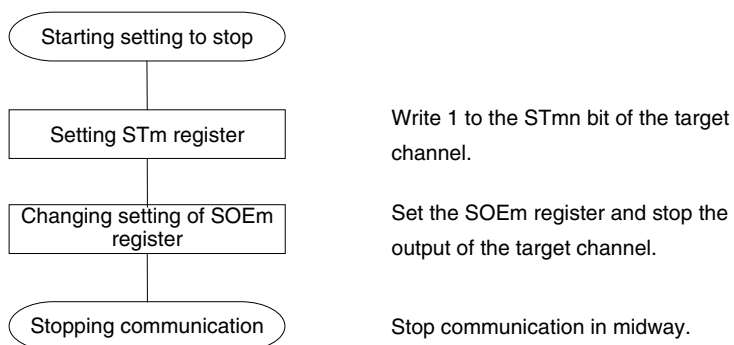 Starting setting to stop
Setting STm register
Write 1 to the STmn bit of the target
channel.
Changing setting of SOEm
register
Set the SOEm register and stop the
output of the target channel.
Stopping communication
Stop communication in midway.